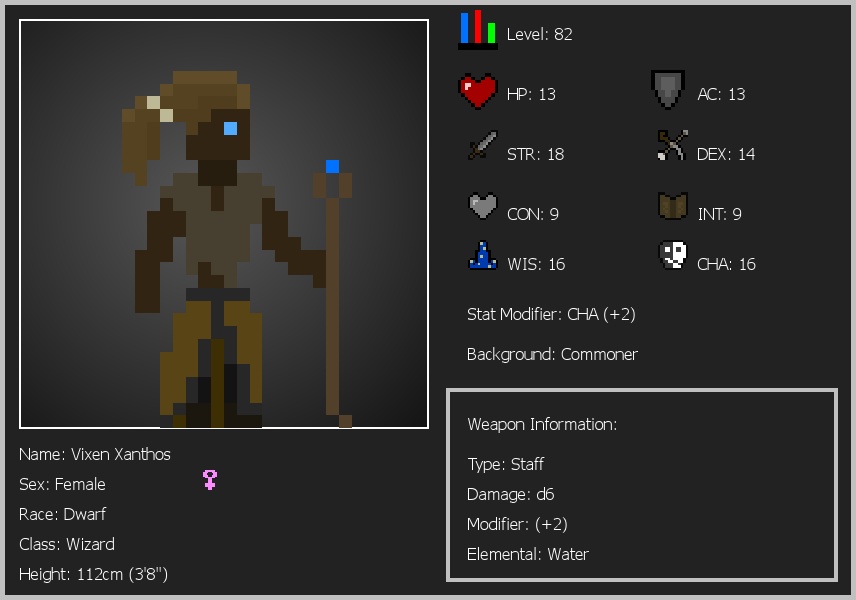 Level: 82
HP: 13
AC: 13
STR: 18
DEX: 14
CON: 9
INT: 9
WIS: 16
CHA: 16
Stat Modifier: CHA (+2)
Background: Commoner
Weapon Information:
Type: Staff
Damage: d6
Modifier: (+2)
Elemental: Water
Name: Vixen Xanthos
Sex: Female
Race: Dwarf
Class: Wizard
Height: 112cm (3'8")